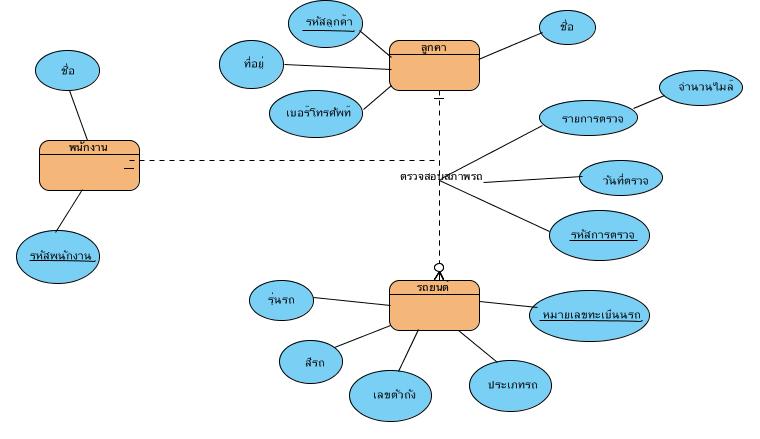 รหัสลูกค้า
ชื่อ
ลูกค้า
ที่อยู่
ชื่อ
จำนวนไมล์
เบอร์โทรศัพท์
รายการตรวจ
พนักงาน
ตรวจสอบสภาพรถ
วันที่ตรวจ
รหัสการตรวจ
รหัสพนักงาน
รถยนต์
รุ่นรถ
หมายเลขทะเบียนรถ
สีรถ
ประเภทรถ
เลขตัวถัง